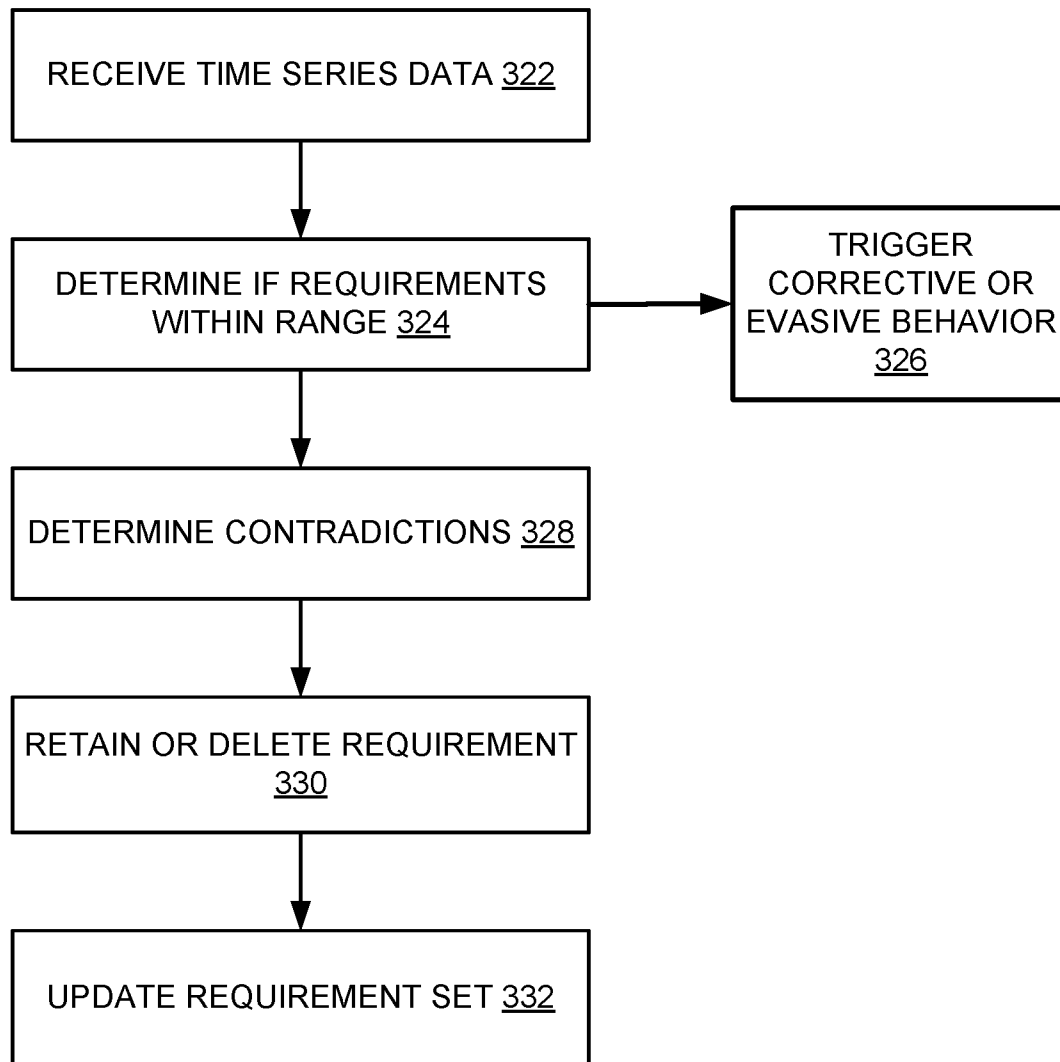 RECEIVE TIME SERIES DATA 322
DETERMINE IF REQUIREMENTS
WITHIN RANGE 324
TRIGGER
CORRECTIVE OR
EVASIVE BEHAVIOR
326
DETERMINE CONTRADICTIONS 328
RETAIN OR DELETE REQUIREMENT
330
UPDATE REQUIREMENT SET 332